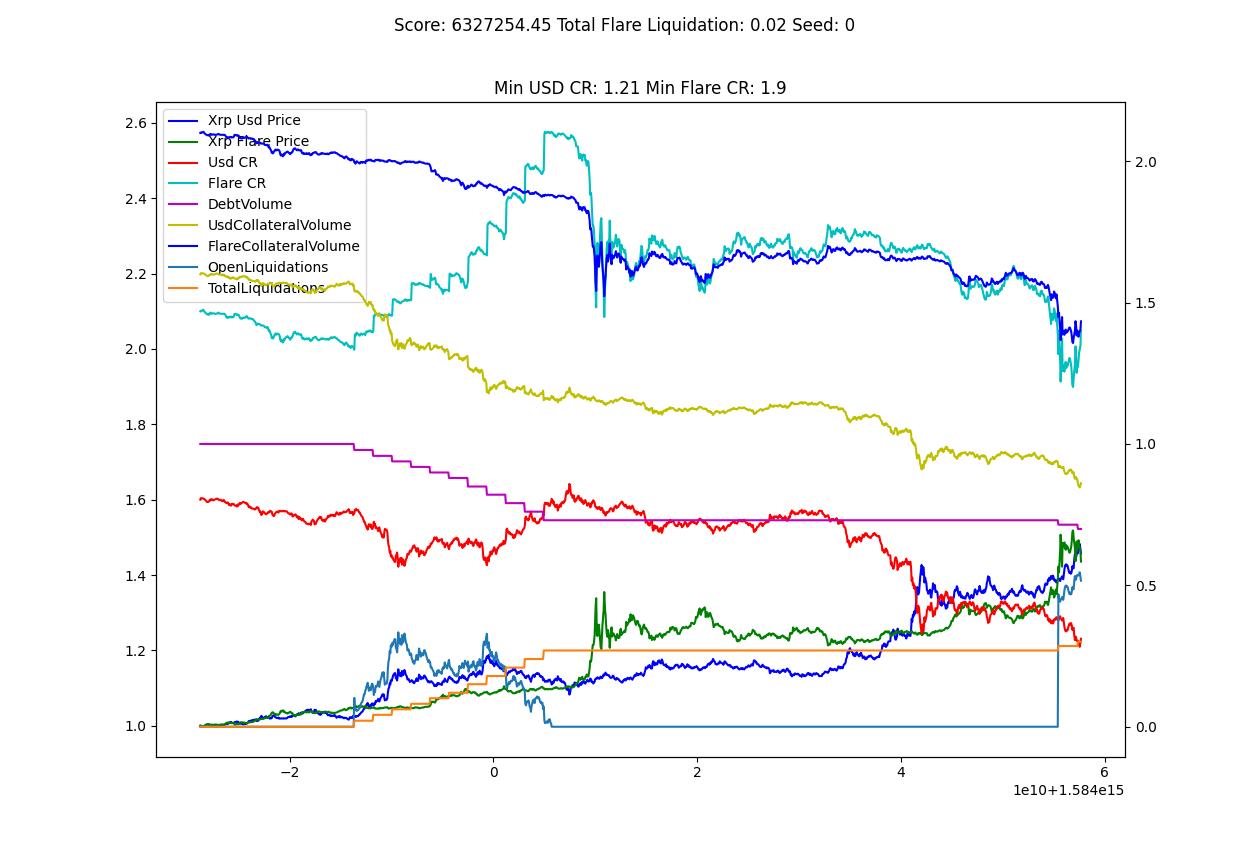 Score: 6327254.45 Total Flare Liquidation: 0.02 Seed: 0
Min USD CR: 1.21 Min Flare CR: 1.9
Xrp Usd Price
Xrp Flare Price
Usd CR
Flare CR
DebtVolume
UsdCollateralVolume
FlareCollateralVolume
OpenLiquidations
TotalLiquidations
2.6
2.4
2.2
2.0
1.8
1.6
1.4
1.2
1.0
2.0
1.5
1.0
0.5
0.0
−2 0 2 4 6
1e10+1.584e15